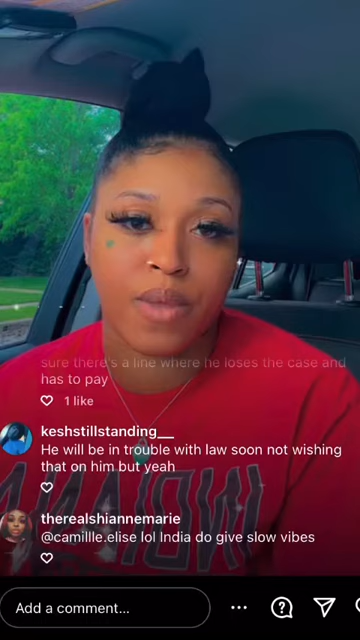 sure there's a line where he loses the case and
has to pay
1 like
keshstillstanding__
He will be in trouble with law soon not wishing
that on him but yeah
therealshiannemarie
@camillle.elise lol India do give slow vibes
INDIANA
Add a comment...